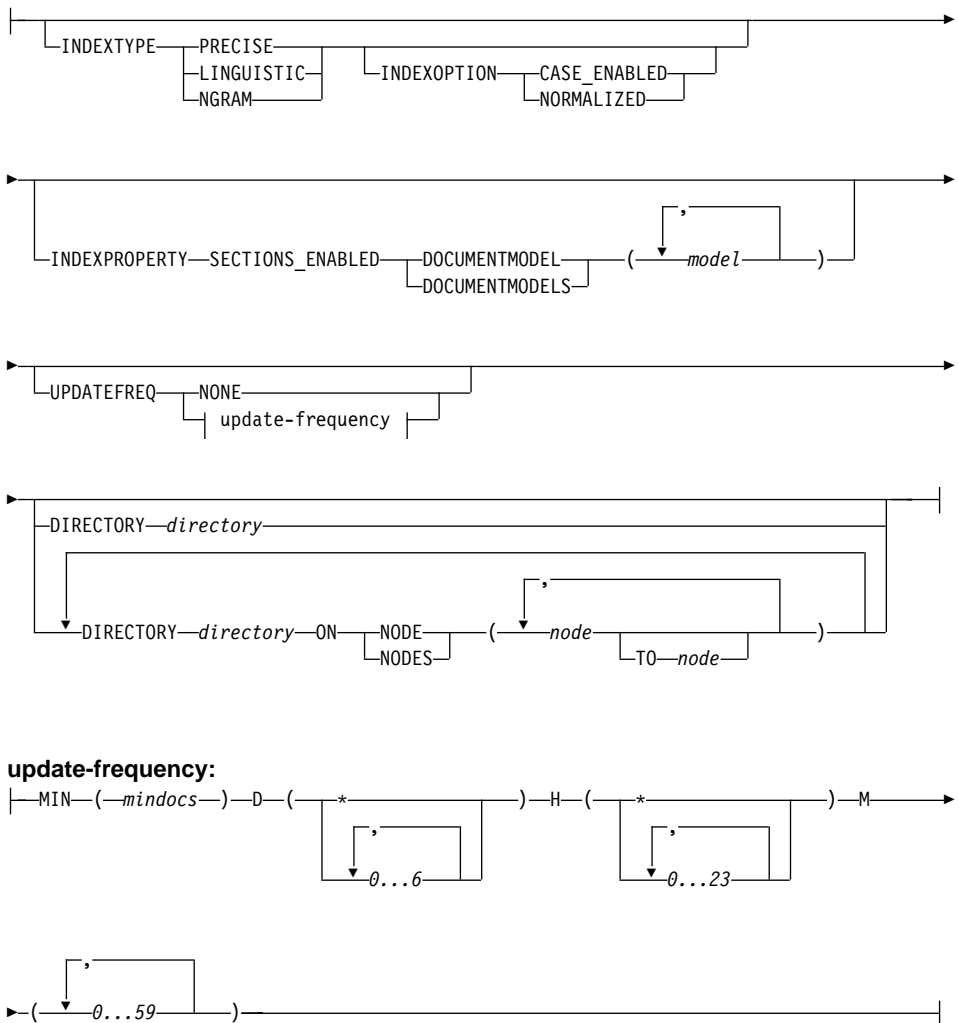 INDEXTYPE PRECISE
LINGUISTIC INDEXOPTION CASE_ENABLED
NGRAM NORMALIZED
,
INDEXPROPERTY SECTIONS_ENABLED DOCUMENTMODEL ( model )
DOCUMENTMODELS
UPDATEFREQ NONE
update-frequency
DIRECTORY directory
,
DIRECTORY directory ON NODE ( node )
NODES TO node
update-frequency:
MIN ( mindocs ) D ( * ) H ( * ) M
, ,
0...6 0...23
,
( 0...59 )